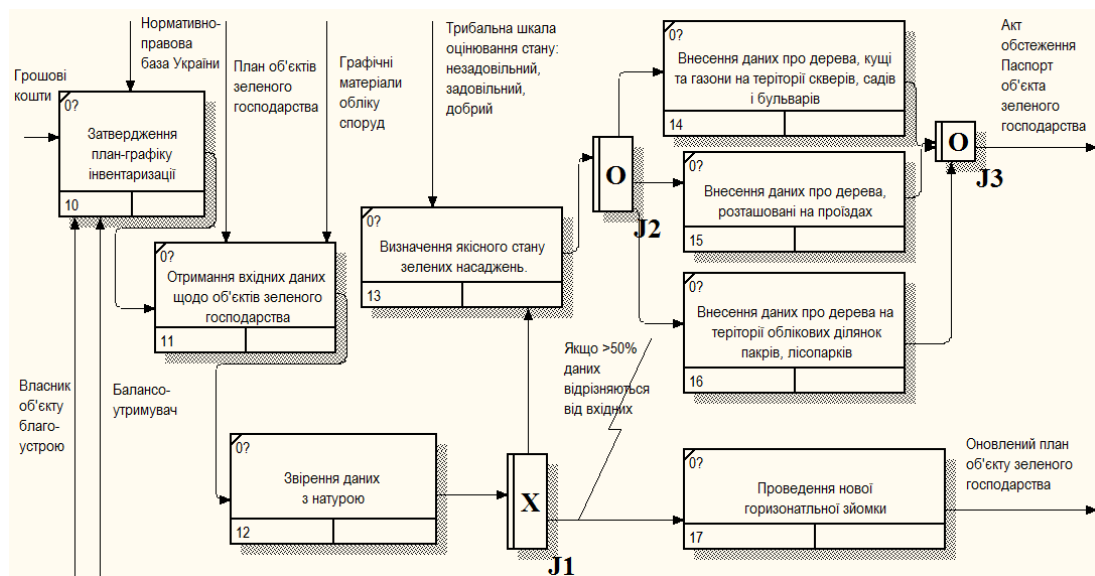 Грошові
кошти
Нормативно-
правова
база України
План об'єктів
зеленого
господарства
Графічні
матеріали
обліку
споруд
Трибальна шкала
оцінювання стану:
незадовільний,
задовільний,
добрий
Акт
обстеження
Паспорт
об'єкта
зеленого
господарства
0?
Затвердження
план-графіку
інвентаризації
10
0?
Отримання вхідних даних
щодо об'єктів зеленого
господарства
11
0?
Визначення якісного стану
зелених насаджень.
13
O
J2
0?
Внесення даних про дерева, кущі
та газони на теріторії скверів, садів
і бульварів
14
0?
Внесення даних про дерева,
розташовані на проїздах
15
0?
Внесення даних про дерева на
теріторії облікових ділянок
пакрів, лісопарків
16
O
J3
Власник
об'єкту
благо-
устрою
Балансо-
утримувач
0?
Звірення даних
з натурою
12
X
J1
Якщо >50%
даних
відрізняються
від вхідних
0?
Проведення нової
горизонатльної зйомки
17
Оновлений план
об'єкту зеленого
господарства